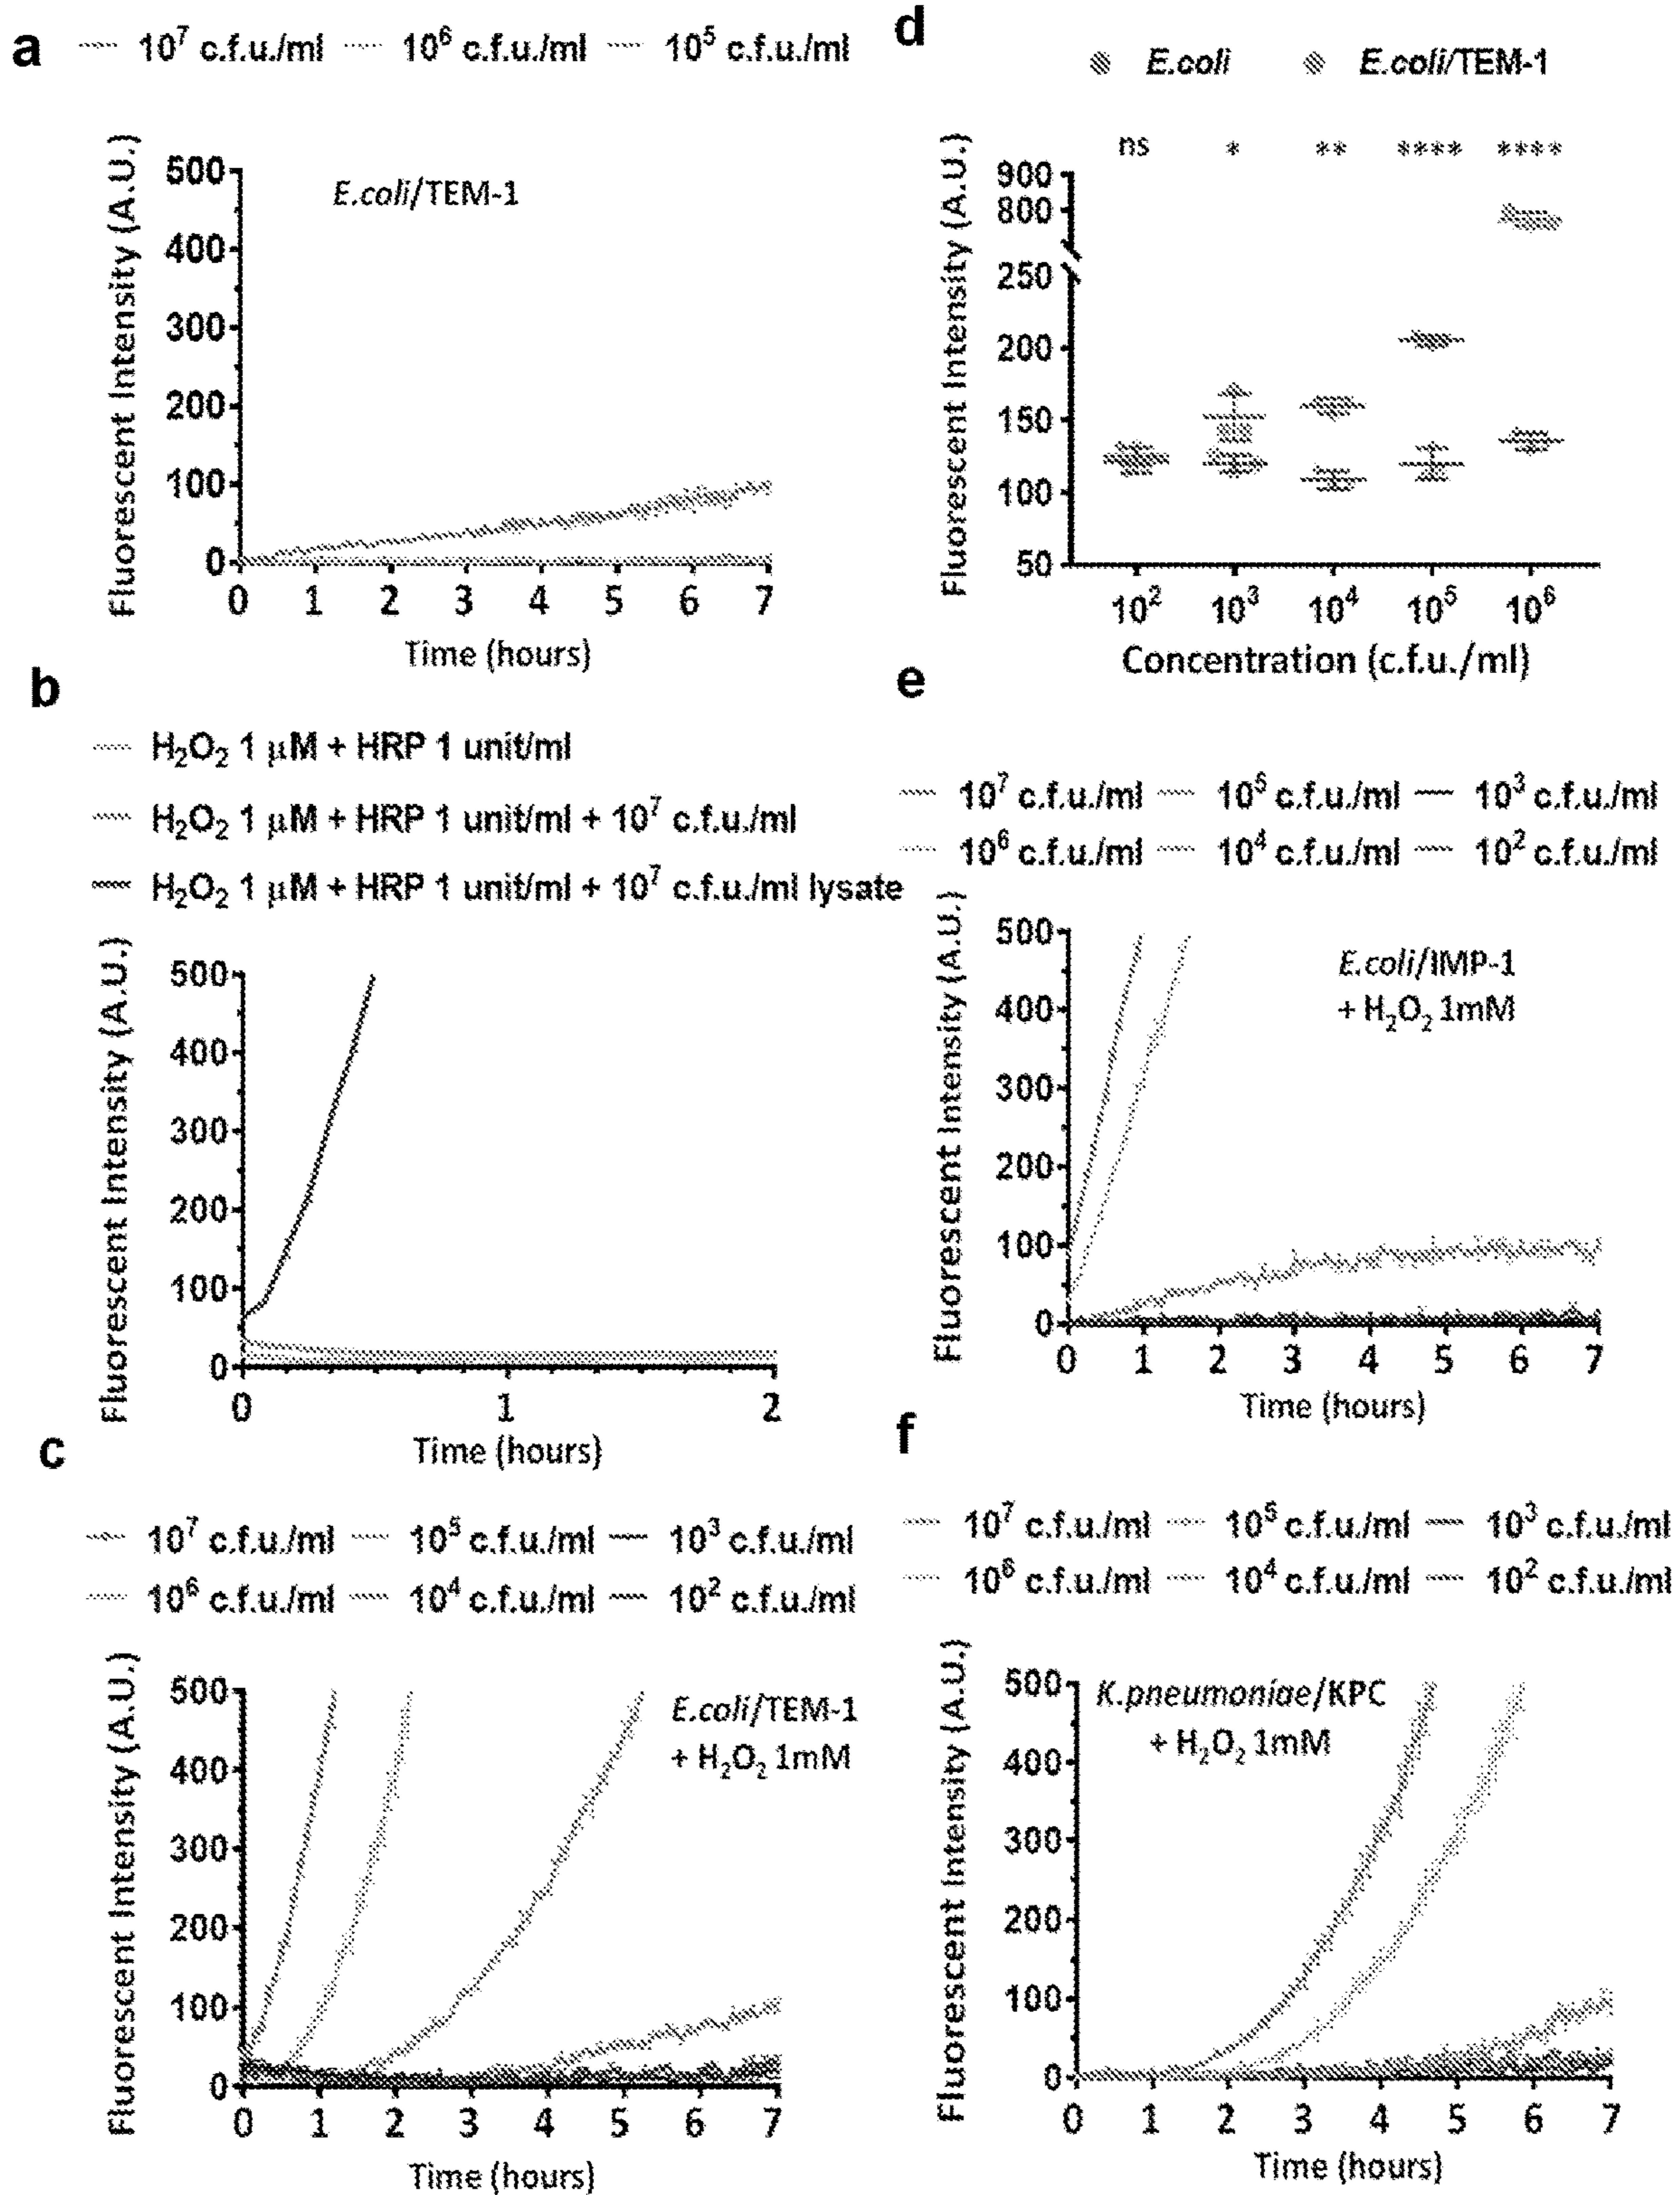 a
10⁷ c.f.u./ml 10⁶ c.f.u./ml 10⁵ c.f.u./ml
Fluorescent Intensity (A.U.)
E.coli/TEM-1
500
400
300
200
100
0
0 1 2 3 4 5 6 7
Time (hours)
b
H₂O₂ 1 μM + HRP 1 unit/ml
H₂O₂ 1 μM + HRP 1 unit/ml + 10⁷ c.f.u./ml
H₂O₂ 1 μM + HRP 1 unit/ml + 10⁷ c.f.u./ml lysate
Fluorescent Intensity (A.U.)
500
400
300
200
100
0
0 1 2
Time (hours)
c
10⁷ c.f.u./ml 10⁵ c.f.u./ml 10³ c.f.u./ml
10⁶ c.f.u./ml 10⁴ c.f.u./ml 10² c.f.u./ml
Fluorescent Intensity (A.U.)
E.coli/TEM-1
+ H₂O₂ 1mM
500
400
300
200
100
0
0 1 2 3 4 5 6 7
Time (hours)
d
E.coli E.coli/TEM-1
ns * ** **** ****
Fluorescent Intensity (A.U.)
900
800
250
200
150
100
50
10² 10³ 10⁴ 10⁵ 10⁶
Concentration (c.f.u./ml)
e
10⁷ c.f.u./ml 10⁵ c.f.u./ml 10³ c.f.u./ml
10⁶ c.f.u./ml 10⁴ c.f.u./ml 10² c.f.u./ml
Fluorescent Intensity (A.U.)
E.coli/IMP-1
+ H₂O₂ 1mM
500
400
300
200
100
0
0 1 2 3 4 5 6 7
Time (hours)
f
10⁷ c.f.u./ml 10⁵ c.f.u./ml 10³ c.f.u./ml
10⁶ c.f.u./ml 10⁴ c.f.u./ml 10² c.f.u./ml
Fluorescent Intensity (A.U.)
K.pneumoniae/KPC
+ H₂O₂ 1mM
500
400
300
200
100
0
0 1 2 3 4 5 6 7
Time (hours)